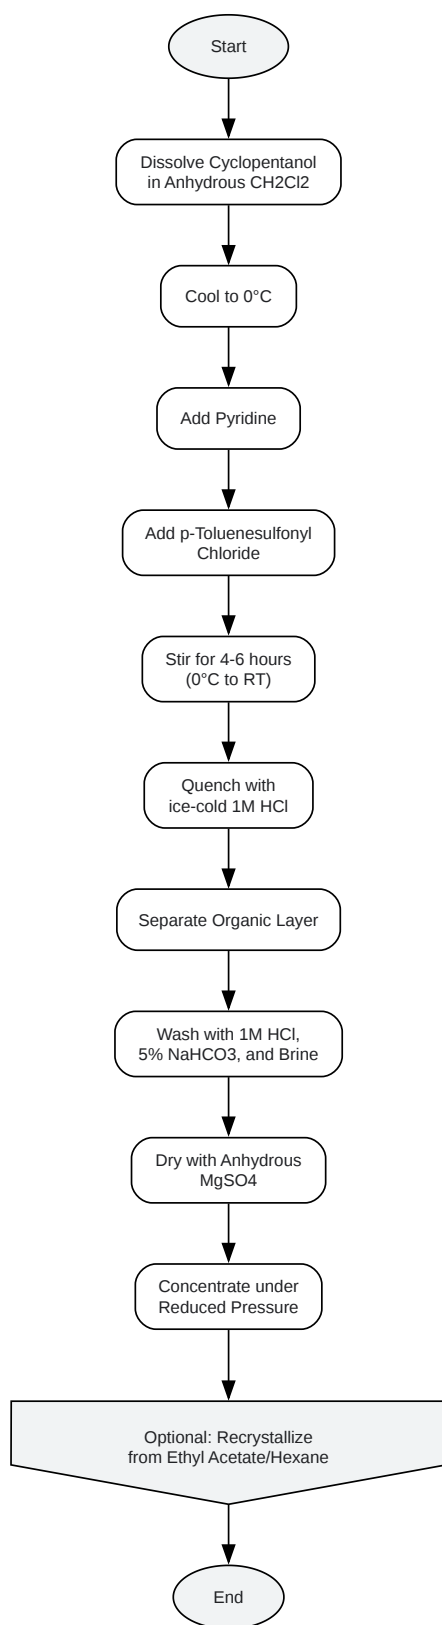 Start
Dissolve Cyclopentanol
in Anhydrous CH2Cl2
Cool to 0°C
Add Pyridine
Add p-Toluenesulfonyl
Chloride
Stir for 4-6 hours
(0°C to RT)
Quench with
ice-cold 1M HCl
Separate Organic Layer
Wash with 1M HCl,
5% NaHCO3, and Brine
Dry with Anhydrous
MgSO4
Concentrate under
Reduced Pressure
Optional: Recrystallize
from Ethyl Acetate/Hexane
End